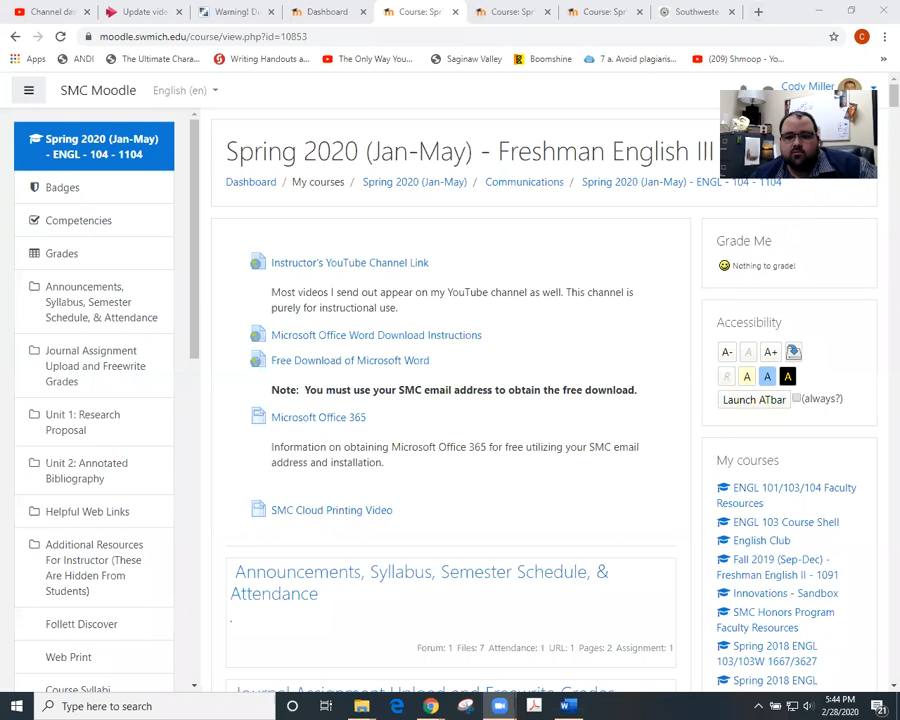 Channel das
Update video
Warning! Du
Dashboard
Course: Spr
Course: Spr
Course: Spr
Southweste
moodle.swmich.edu/course/view.php?id=10853
C
Apps
ANDI
The Ultimate Chara...
Writing Handouts a...
The Only Way You...
Saginaw Valley
Boomshine
7 a. Avoid plagiaris...
(209) Shmoop - Yo...
»
SMC Moodle
English (en)
Cody Miller
Spring 2020 (Jan-May)
- ENGL - 104 - 1104
Badges
Competencies
Grades
Announcements,
Syllabus, Semester
Schedule, & Attendance
Journal Assignment
Upload and Freewrite
Grades
Unit 1: Research
Proposal
Unit 2: Annotated
Bibliography
Helpful Web Links
Additional Resources
For Instructor (These
Are Hidden From
Students)
Follett Discover
Web Print
Course Syllabi
Spring 2020 (Jan-May) - Freshman English III
Dashboard / My courses / Spring 2020 (Jan-May) / Communications / Spring 2020 (Jan-May) - ENGL - 104 - 1104
Instructor's YouTube Channel Link
Most videos I send out appear on my YouTube channel as well. This channel is
purely for instructional use.
Microsoft Office Word Download Instructions
Free Download of Microsoft Word
Note: You must use your SMC email address to obtain the free download.
Microsoft Office 365
Information on obtaining Microsoft Office 365 for free utilizing your SMC email
address and installation.
SMC Cloud Printing Video
Announcements, Syllabus, Semester Schedule, &
Attendance
.
Forum: 1 Files: 7 Attendance: 1 URL: 1 Pages: 2 Assignment: 1
Journal Assignment Upload and Freewrite Grades
Grade Me
Nothing to grade!
Accessibility
A- A A+
R A A A
Launch ATbar (always?)
My courses
ENGL 101/103/104 Faculty
Resources
ENGL 103 Course Shell
English Club
Fall 2019 (Sep-Dec) -
Freshman English II - 1091
Innovations - Sandbox
SMC Honors Program
Faculty Resources
Spring 2018 ENGL
103/103W 1667/3627
Spring 2018 ENGL
Type here to search
5:44 PM
2/28/2020
21